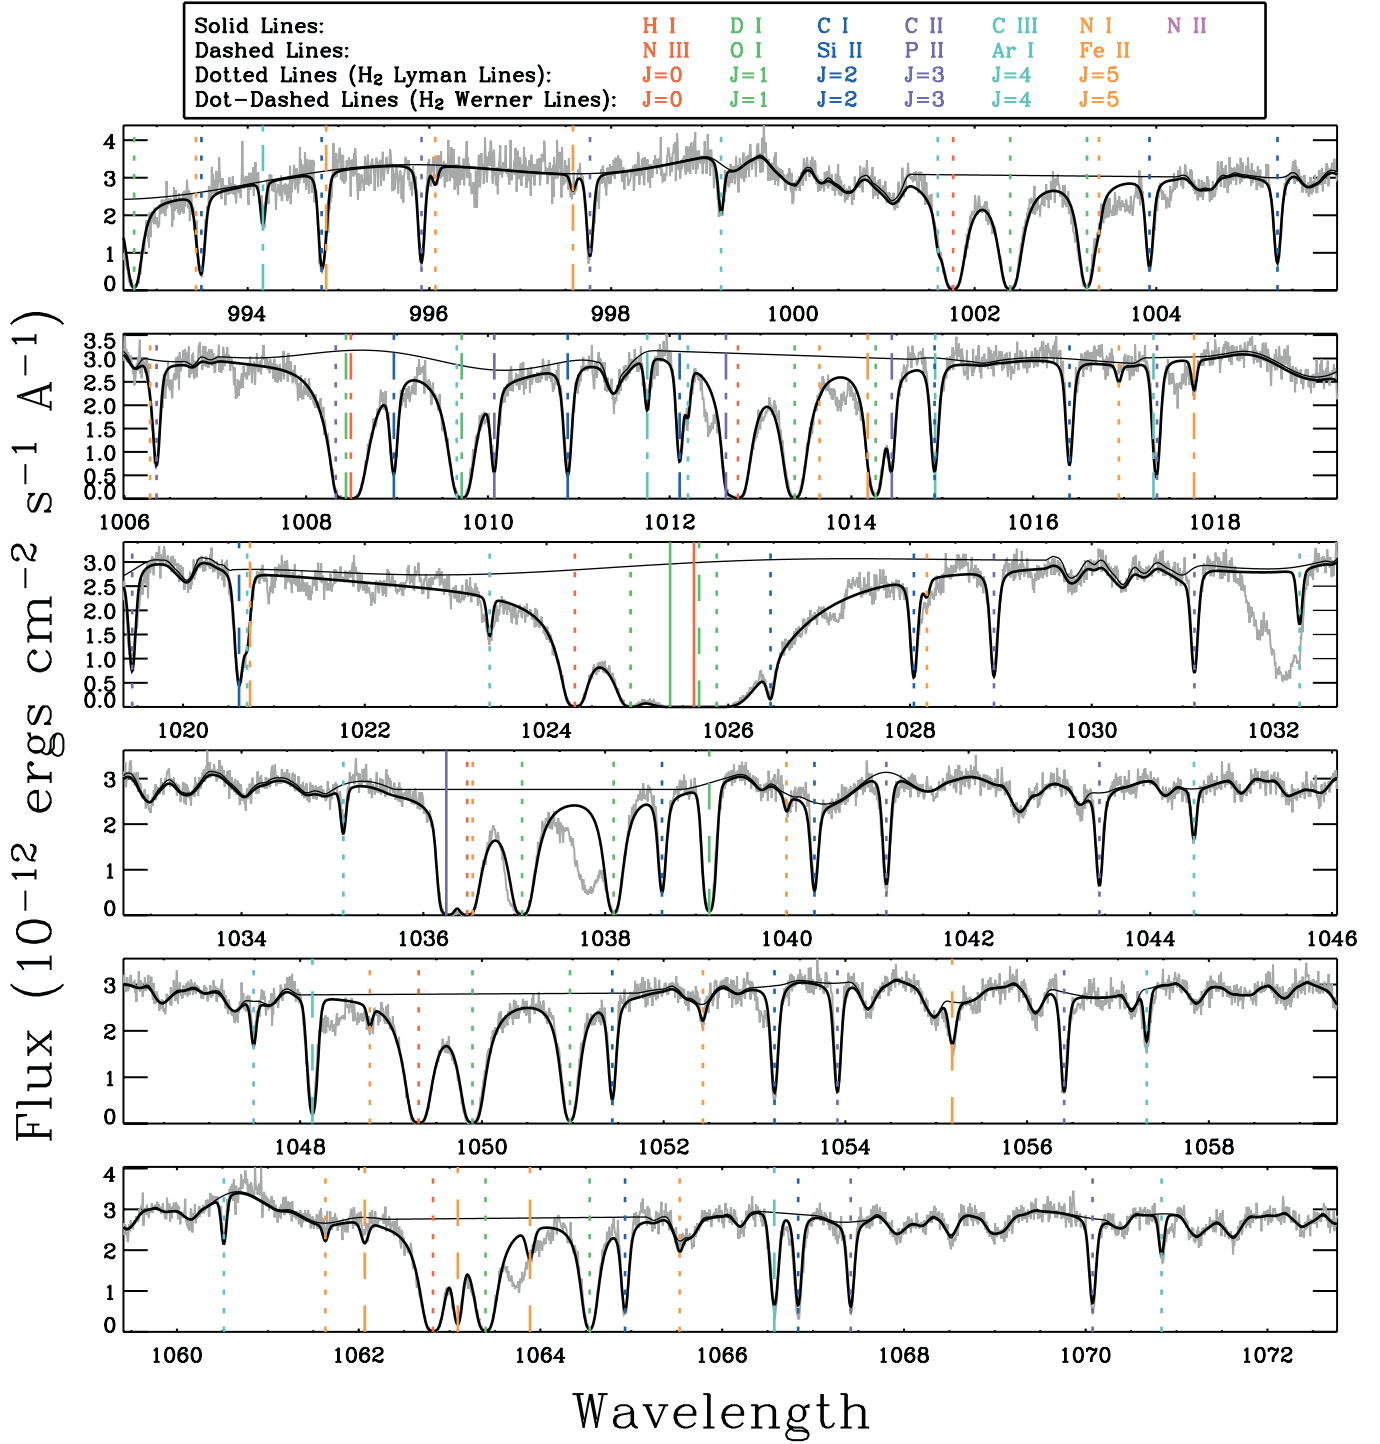 Solid Lines: H I D I C I C II C III N I N II
Dashed Lines: N III O I Si II P II Ar I Fe II
Dotted Lines (H₂ Lyman Lines): J=0 J=1 J=2 J=3 J=4 J=5
Dot-Dashed Lines (H₂ Werner Lines): J=0 J=1 J=2 J=3 J=4 J=5
Flux (10⁻¹² ergs cm⁻² s⁻¹ A⁻¹)
4
3
2
1
0
994 996 998 1000 1002 1004
3.5
3.0
2.5
2.0
1.5
1.0
0.5
0.0
1006 1008 1010 1012 1014 1016 1018
3.0
2.5
2.0
1.5
1.0
0.5
0.0
1020 1022 1024 1026 1028 1030 1032
3
2
1
0
1034 1036 1038 1040 1042 1044 1046
3
2
1
0
1048 1050 1052 1054 1056 1058
4
3
2
1
0
1060 1062 1064 1066 1068 1070 1072
Wavelength